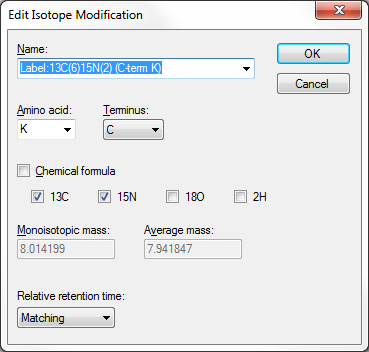 Edit Isotope Modification
Name:
Label:13C(6)15N(2) (C-term K)
OK
Cancel
Amino acid: Terminus:
K C
Chemical formula
13C 15N 18O 2H
Monoisotopic mass: Average mass:
8.014199 7.941847
Relative retention time:
Matching